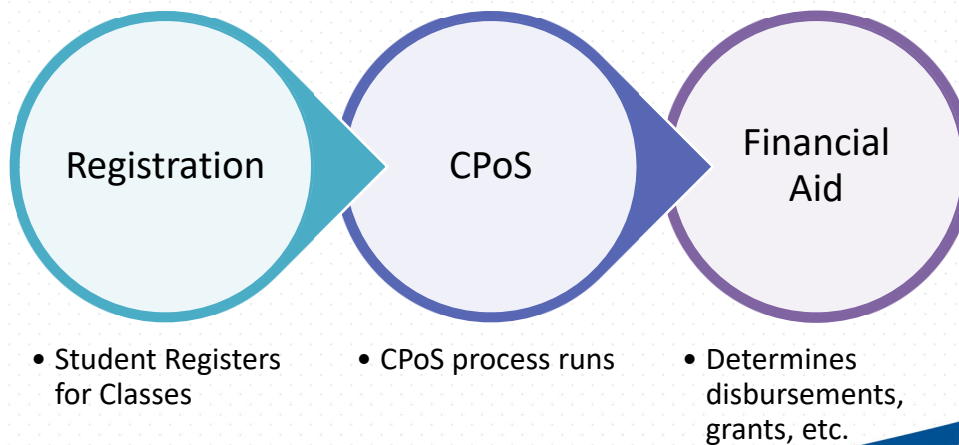 Registration
CPoS
Financial
Aid
• Student Registers
for Classes
• CPoS process runs
• Determines
disbursements,
grants, etc.